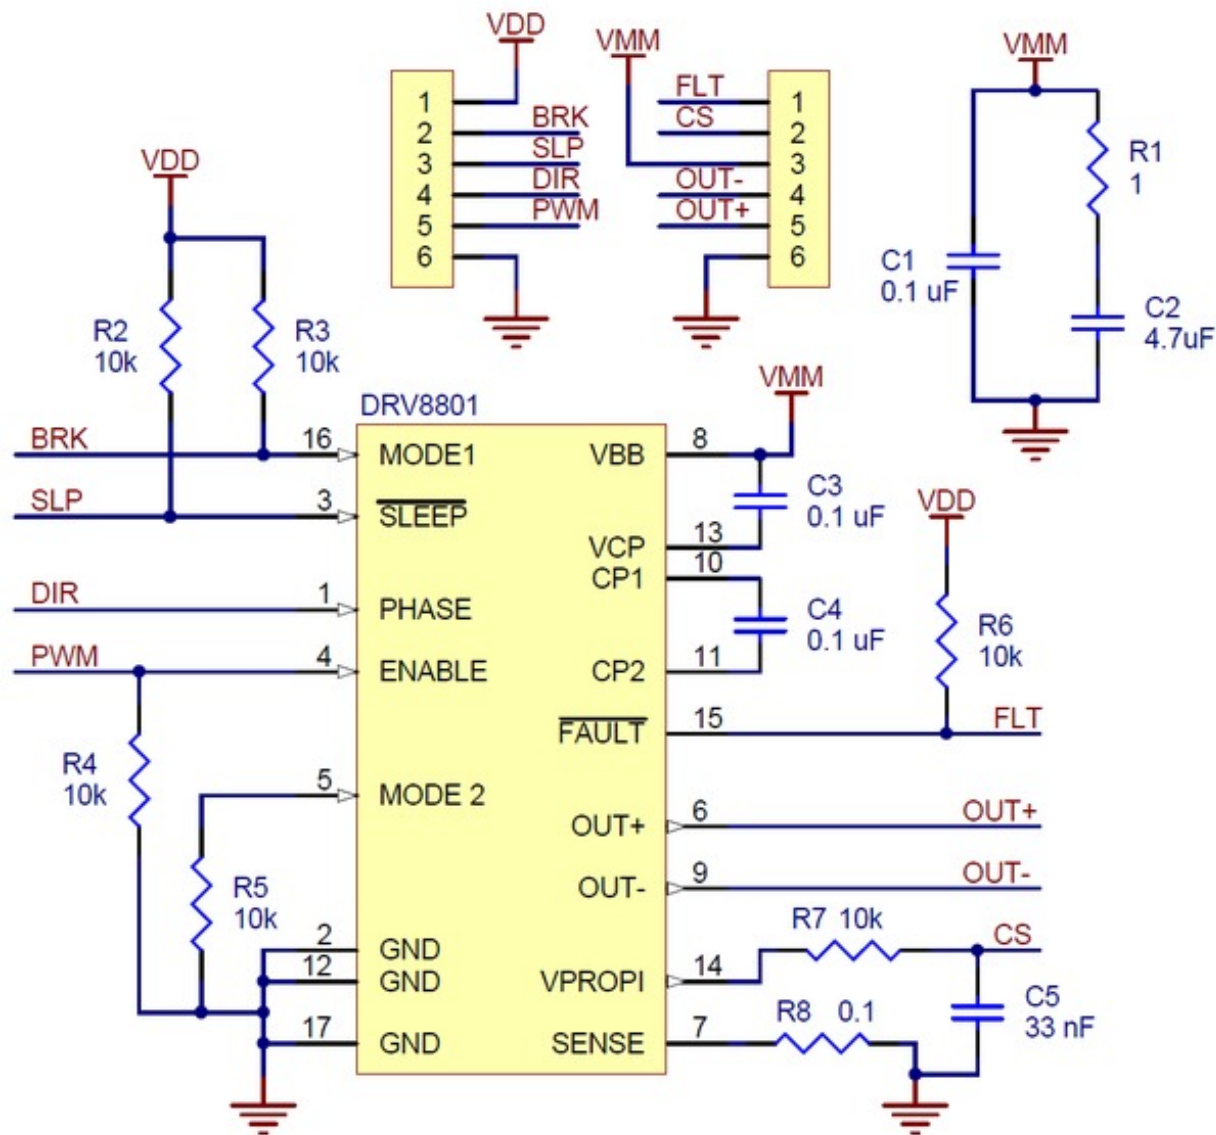 VDD
1
2
3
4
5
6
BRK
SLP
DIR
PWM
VMM
FLT
CS
OUT-
OUT+
1
2
3
4
5
6
VMM
R1
1
C1
0.1 uF
C2
4.7uF
VDD
R2
10k
R3
10k
DRV8801
BRK
16
MODE1
SLP
3
SLEEP
DIR
1
PHASE
PWM
4
ENABLE
R4
10k
5
MODE 2
R5
10k
2
GND
12
GND
17
GND
VMM
VBB
8
C3
0.1 uF
VCP
13
CP1
10
C4
0.1 uF
CP2
11
VDD
R6
10k
FAULT
15
FLT
OUT+
6
OUT+
OUT-
9
OUT-
R7 10k
CS
VPROPI
14
R8 0.1
C5
33 nF
SENSE
7